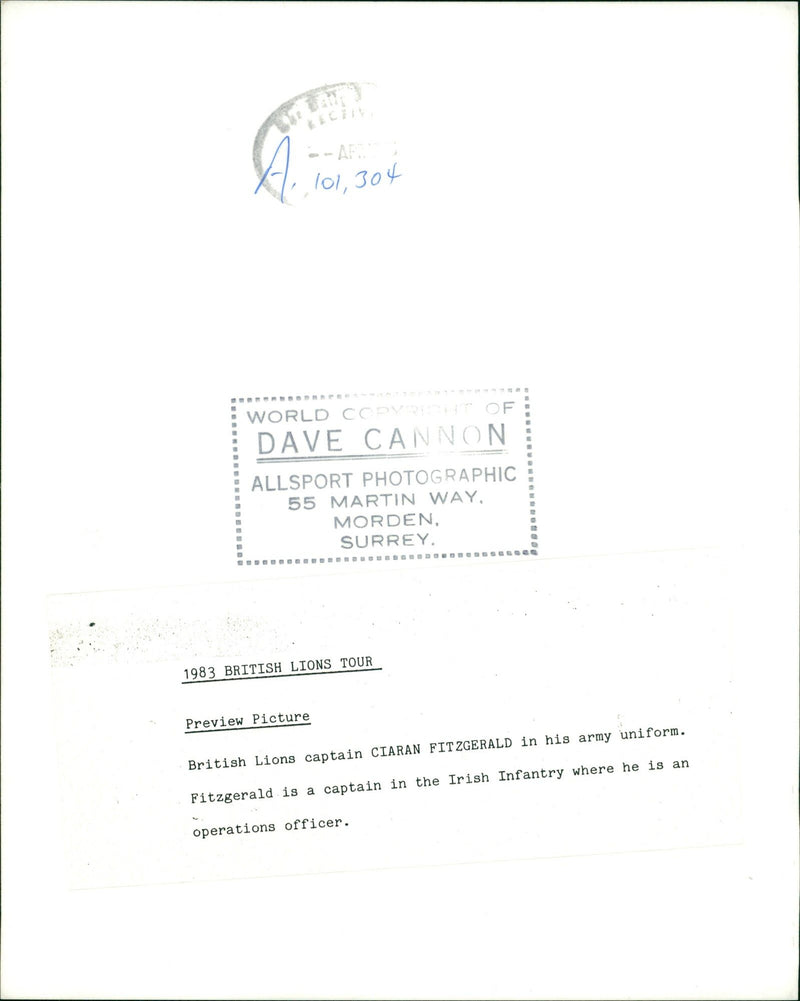 APR
A. 101,304
WORLD COPYRIGHT OF
DAVE CANNON
ALLSPORT PHOTOGRAPHIC
55 MARTIN WAY,
MORDEN,
SURREY.
1983 BRITISH LIONS TOUR
Preview Picture
British Lions captain CIARAN FITZGERALD in his army uniform.
Fitzgerald is a captain in the Irish Infantry where he is an
operations officer.